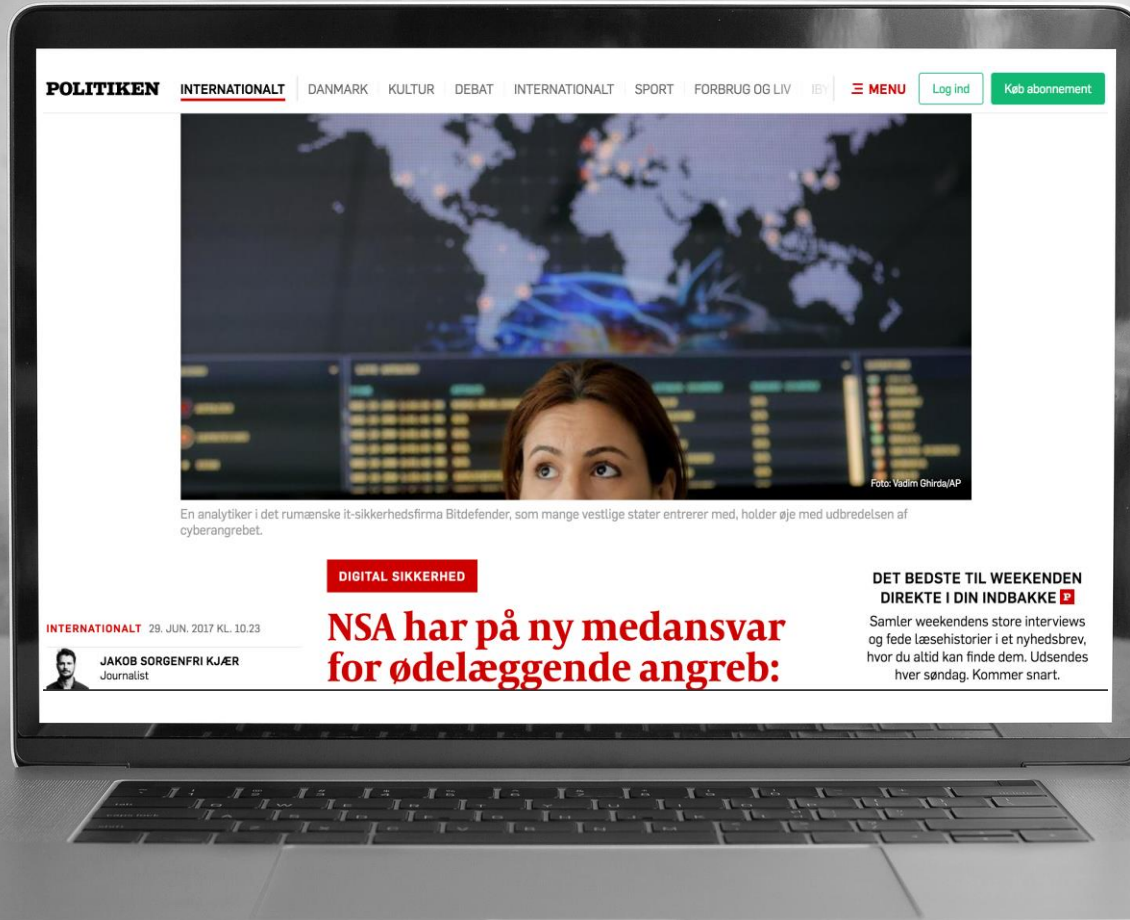 POLITIKEN INTERNATIONALT DANMARK KULTUR DEBAT INTERNATIONALT SPORT FORBRUG OG LIV MENU Log ind Køb abonnement
Foto: Vadim Ghirda/AP
En analytiker i det rumænske it-sikkerhedsfirma Bitdefender, som mange vestlige stater entrerer med, holder øje med udbredelsen af
cyberangrebet.
INTERNATIONALT 29. JUN. 2017 KL. 10.23
JAKOB SORGENFRI KJÆR
Journalist
DIGITAL SIKKERHED
NSA har på ny medansvar
for ødelæggende angreb:
DET BEDSTE TIL WEEKENDEN
DIREKTE I DIN INDBAKKE P
Samler weekendens store interviews
og fede læsehistorier i et nyhedsbrev,
hvor du altid kan finde dem. Udsendes
hver søndag. Kommer snart.